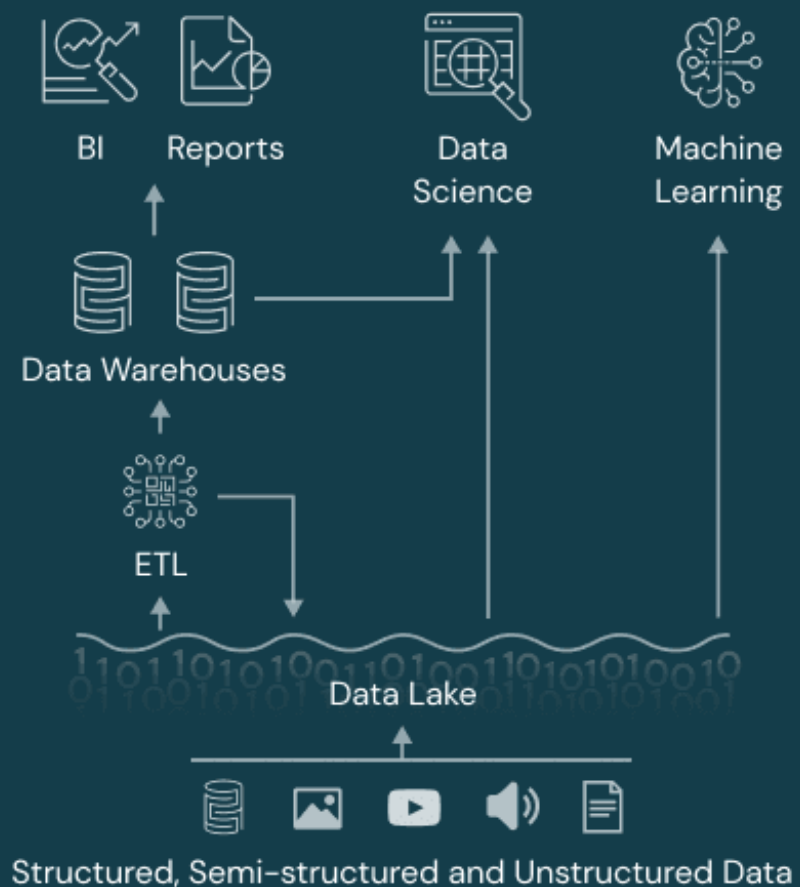 BI
Reports
Data
Science
Machine
Learning
Data Warehouses
ETL
Data Lake
Structured, Semi-structured and Unstructured Data